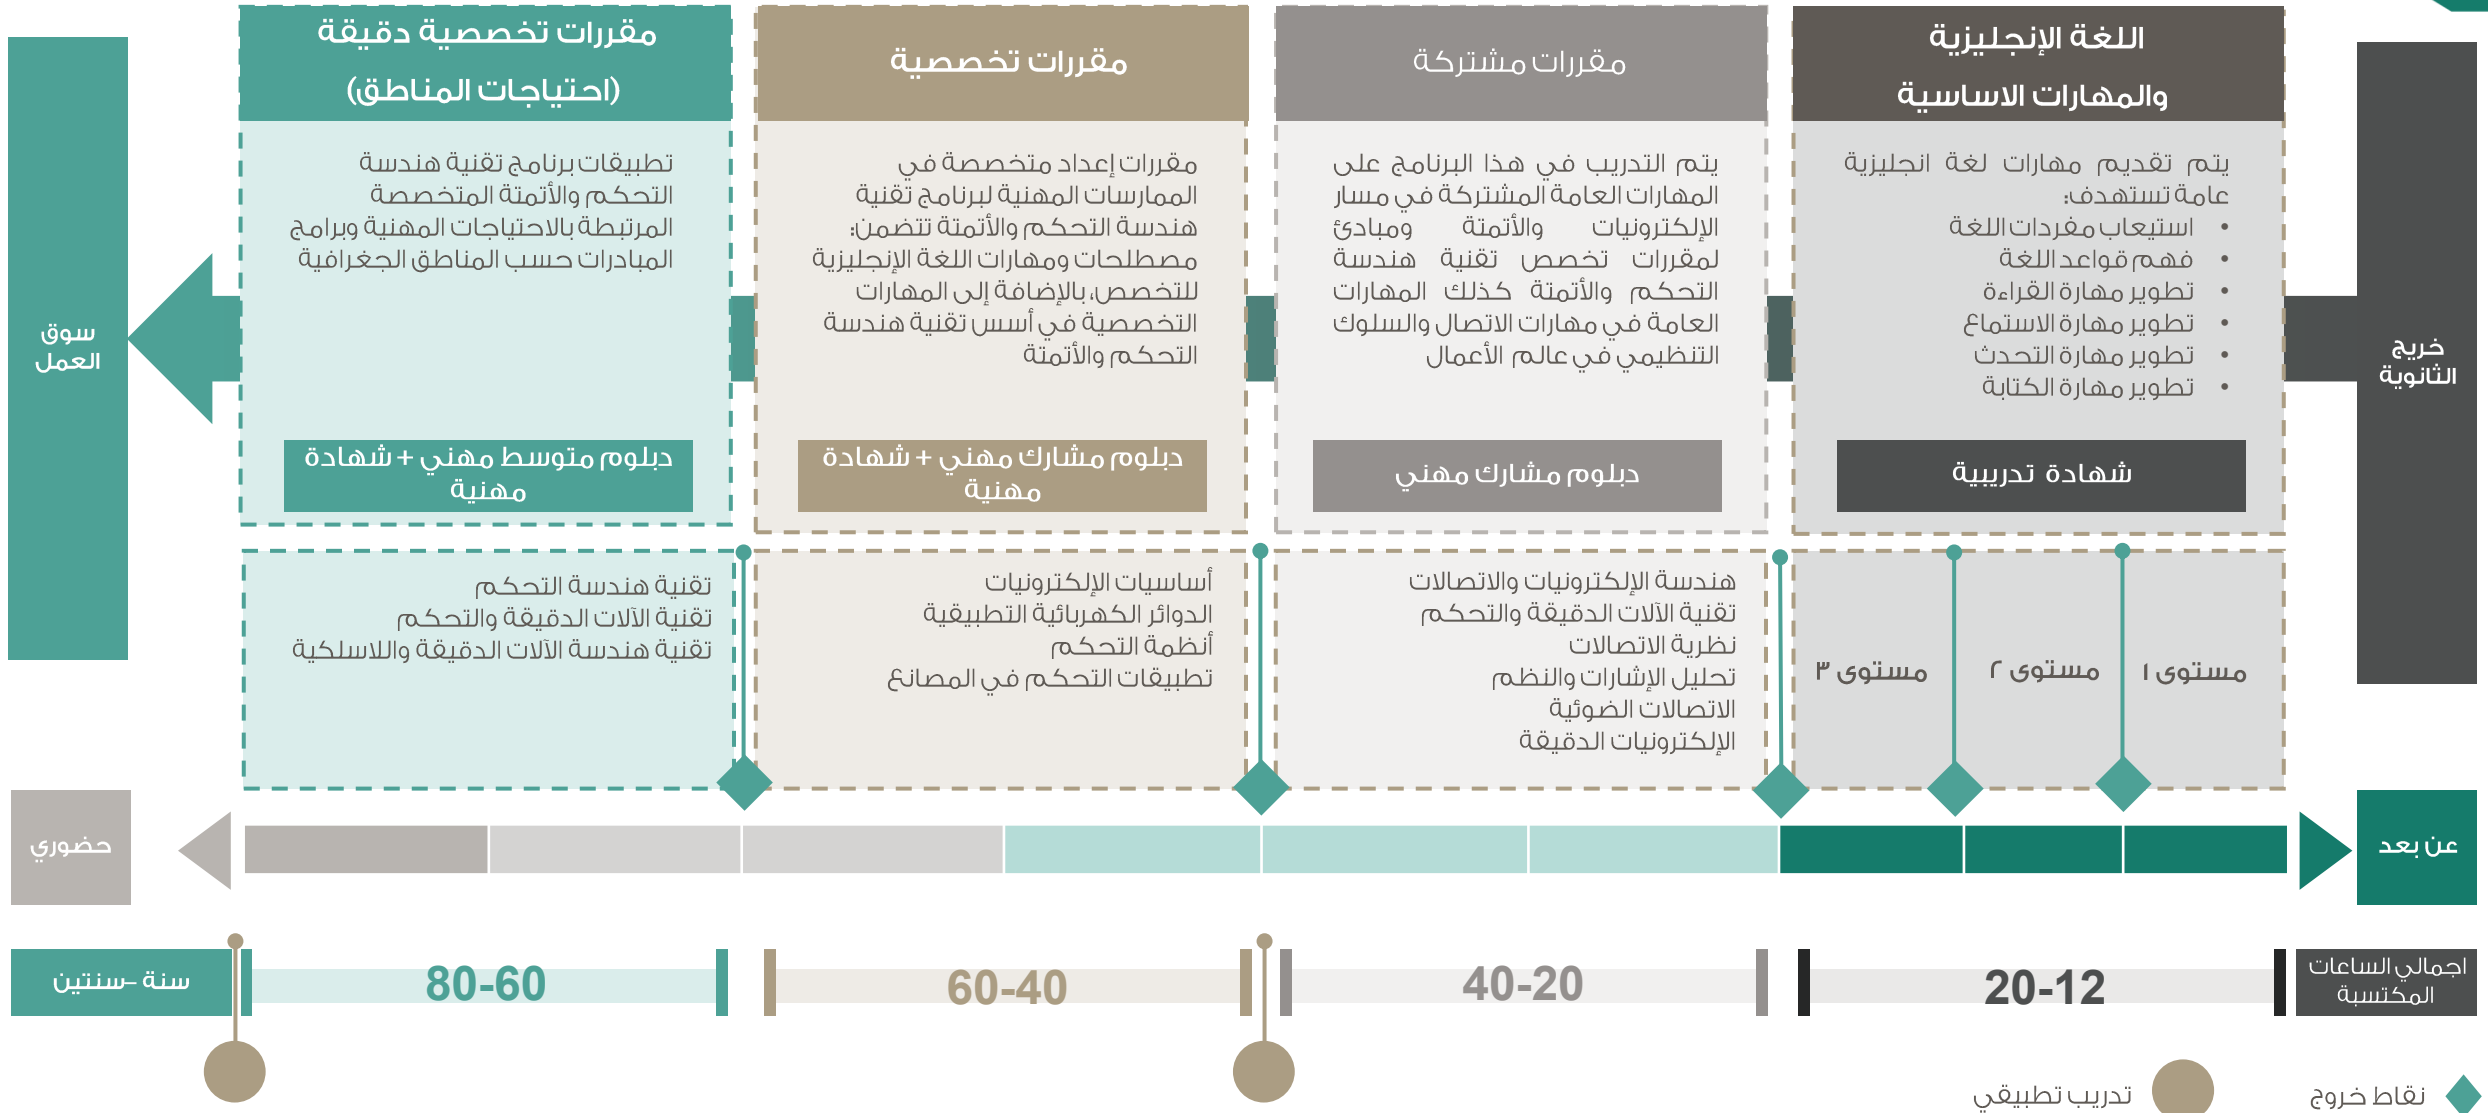 خريج
الثانوية
اللغة الإنجليزية
والمهارات الاساسية
يتم تقديم مهارات لغة انجليزية
عامة تستهدف:
• استيعاب مفردات اللغة
• فهم قواعد اللغة
• تطوير مهارة القراءة
• تطوير مهارة الاستماع
• تطوير مهارة التحدث
• تطوير مهارة الكتابة
شهادة تدريبية
مقررات مشتركة
يتم التدريب في هذا البرنامج على
المهارات العامة المشتركة في مسار
الإلكترونيات والأتمتة ومبادئ
لمقررات تخصص تقنية هندسة
التحكم والأتمتة كذلك المهارات
العامة في مهارات الاتصال والسلوك
التنظيمي في عالم الأعمال
دبلوم مشارك مهني
مقررات تخصصية
مقررات إعداد متخصصة في
الممارسات المهنية لبرنامج تقنية
هندسة التحكم والأتمتة تتضمن:
مصطلحات ومهارات اللغة الإنجليزية
للتخصص، بالإضافة إلى المهارات
التخصصية في أسس تقنية هندسة
التحكم والأتمتة
دبلوم مشارك مهني + شهادة
مهنية
مقررات تخصصية دقيقة
(احتياجات المناطق)
تطبيقات برنامج تقنية هندسة
التحكم والأتمتة المتخصصة
المرتبطة بالاحتياجات المهنية وبرامج
المبادرات حسب المناطق الجغرافية
دبلوم متوسط مهني + شهادة
مهنية
سوق
العمل
مستوى ١
مستوى ٢
مستوى ٣
هندسة الإلكترونيات والاتصالات
تقنية الآلات الدقيقة والتحكم
نظرية الاتصالات
تحليل الإشارات والنظم
الاتصالات الضوئية
الإلكترونيات الدقيقة
أساسيات الإلكترونيات
الدوائر الكهربائية التطبيقية
أنظمة التحكم
تطبيقات التحكم في المصانع
تقنية هندسة التحكم
تقنية الآلات الدقيقة والتحكم
تقنية هندسة الآلات الدقيقة واللاسلكية
عن بعد
حضوري
اجمالي الساعات
المكتسبة
20-12
40-20
60-40
80-60
سنة –سنتين
نقاط خروج
تدريب تطبيقي